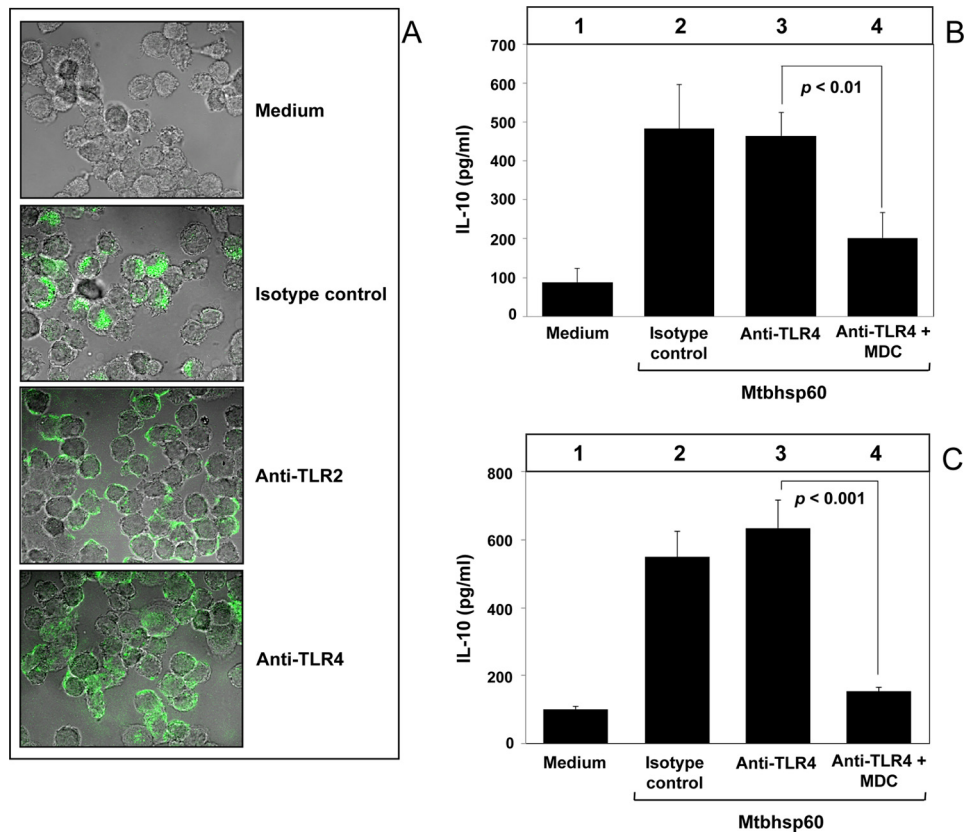 A
Medium
Isotype control
Anti-TLR2
Anti-TLR4
B
1 2 3 4
700
600
500
400
300
200
100
0
IL-10 (pg/ml)
p < 0.01
Medium
Isotype control
Anti-TLR4
Anti-TLR4 + MDC
Mtbhsp60
C
1 2 3 4
800
600
400
200
0
IL-10 (pg/ml)
p < 0.001
Medium
Isotype control
Anti-TLR4
Anti-TLR4 + MDC
Mtbhsp60